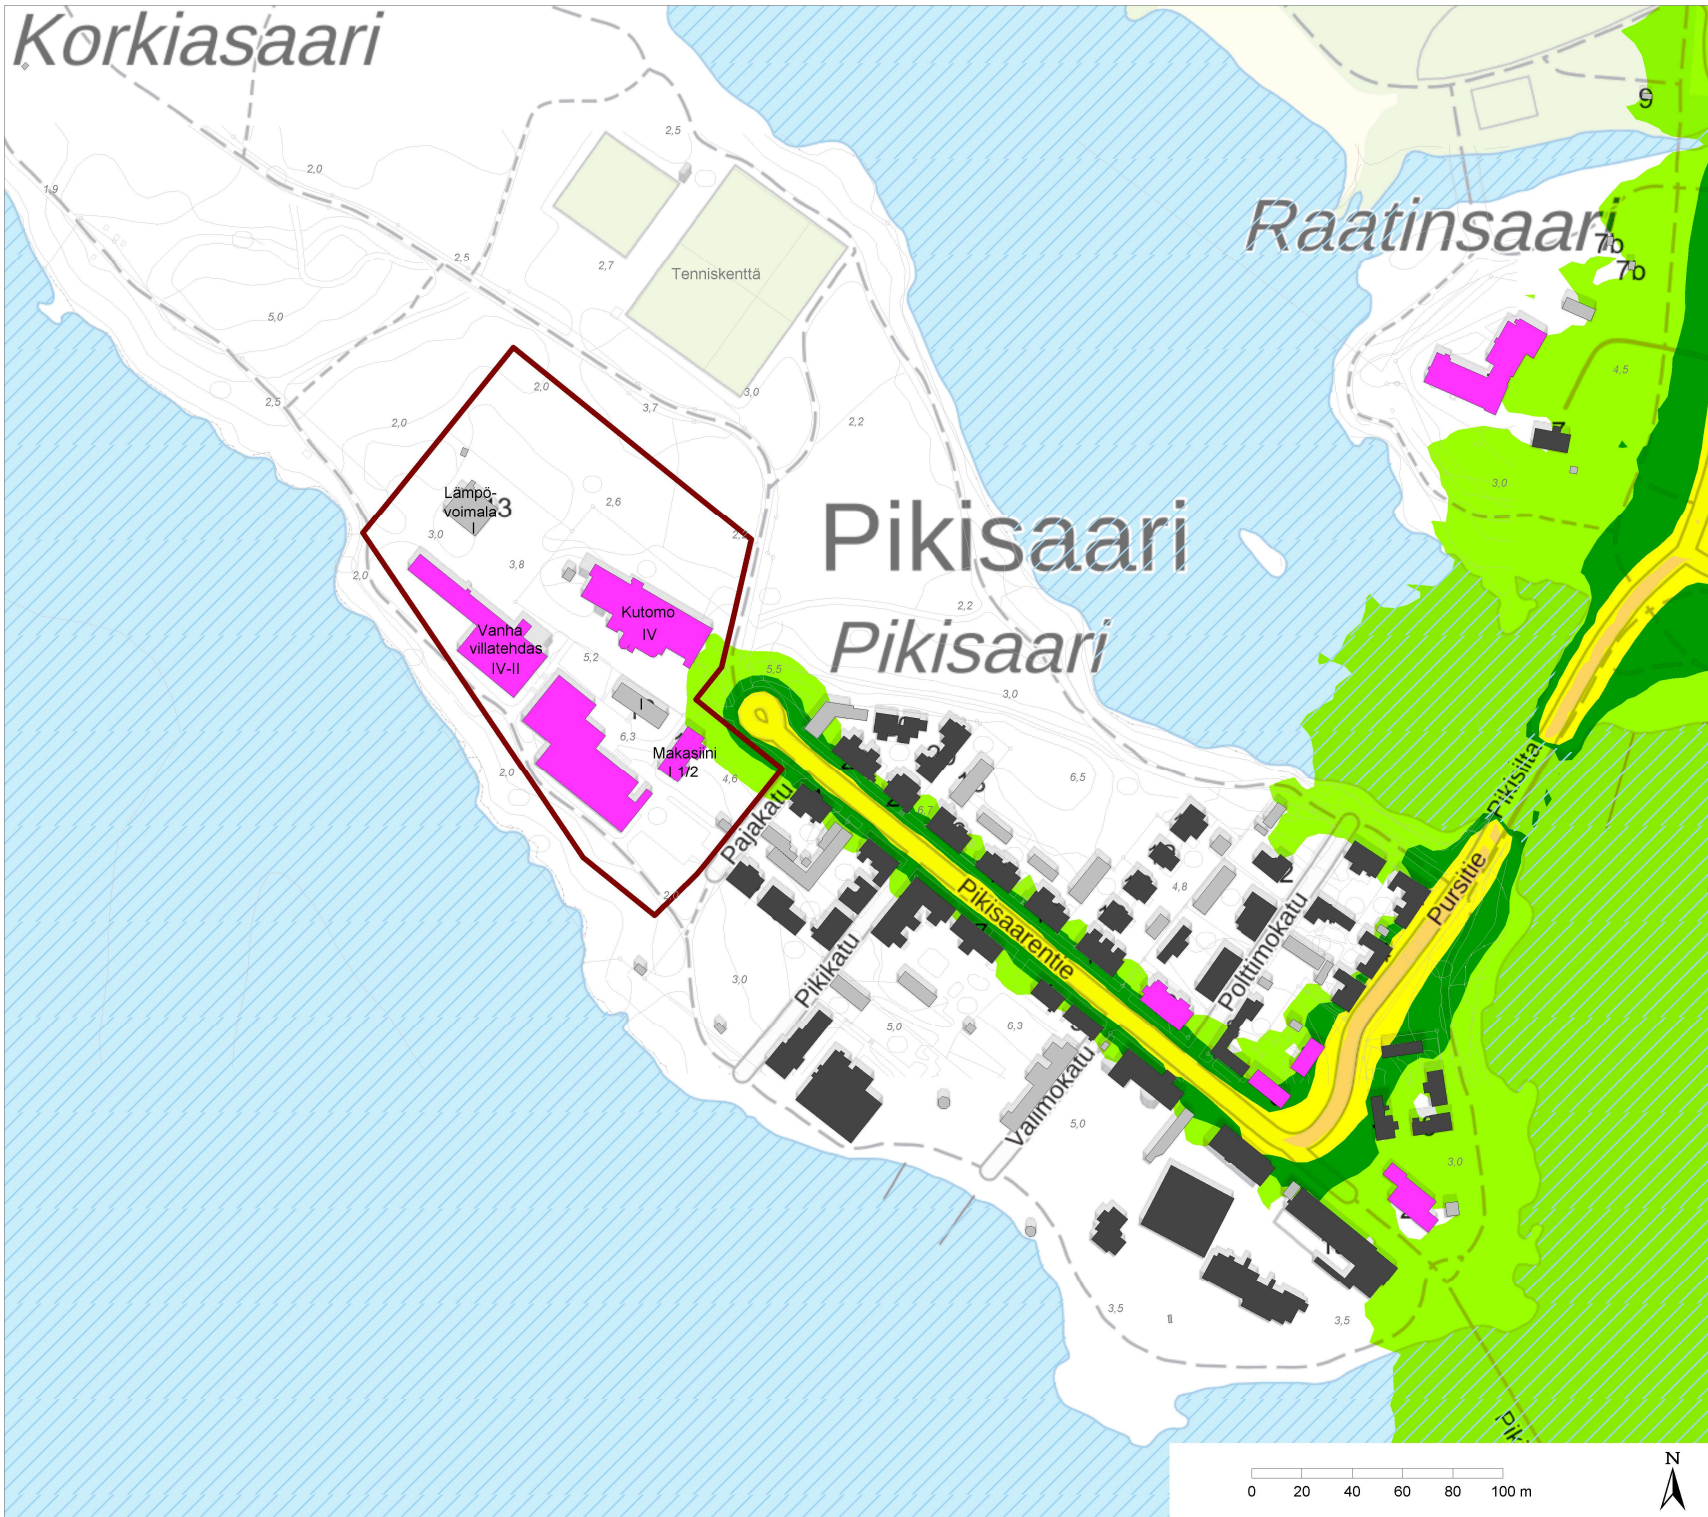 Korkiasaari
2,5
9
2,0
1,9
Raatinsaari
7b
7b
2,5
2,7
Tenniskenttä
5,0
4,5
2,0
3,0
2,5
3,7
2,0
2,2
7
3,0
Lämpö-
voimala
I
13
2,6
Pikisaari
3,0
3,8
2,0
2,2
Kutomo
IV
Pikisaari
Vanha
villatehdas
IV-II
5,2
5,5
3,0
I
6,3
Makasiini
I 1/2
4,6
2,0
6,5
Pikisilta
6,7
Pajakatu
4,8
Pursitie
Pikisaarentie
Polttimokatu
Pikikatu
3,0
5,0
6,3
Valimokatu
5,0
3,0
3,5
3,5
0 20 40 60 80 100 m
N